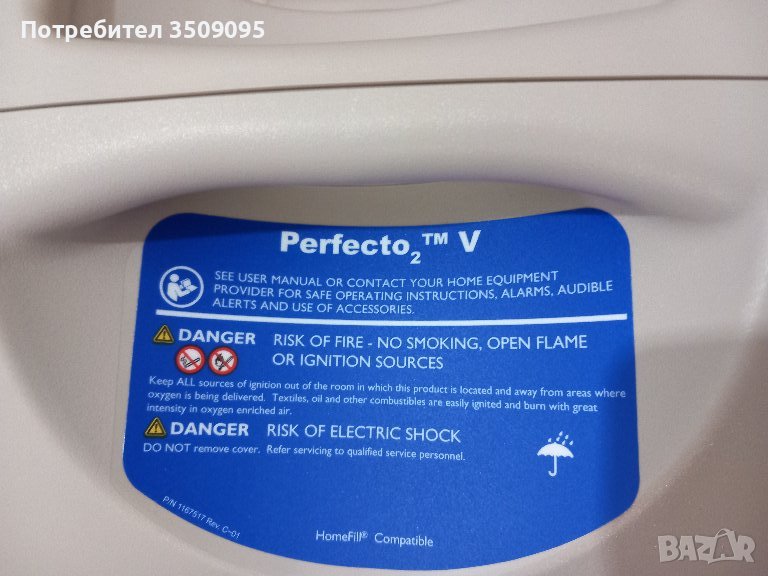 Потребител 3509095
Perfecto₂™ V
SEE USER MANUAL OR CONTACT YOUR HOME EQUIPMENT
PROVIDER FOR SAFE OPERATING INSTRUCTIONS, ALARMS, AUDIBLE
ALERTS AND USE OF ACCESSORIES.
DANGER RISK OF FIRE - NO SMOKING, OPEN FLAME
OR IGNITION SOURCES
Keep ALL sources of ignition out of the room in which this product is located and away from areas where
oxygen is being delivered. Textiles, oil and other combustibles are easily ignited and burn with great
intensity in oxygen enriched air.
DANGER RISK OF ELECTRIC SHOCK
DO NOT remove cover. Refer servicing to qualified service personnel.
P/N 1167517 Rev. C-01
HomeFill® Compatible
BAZAR